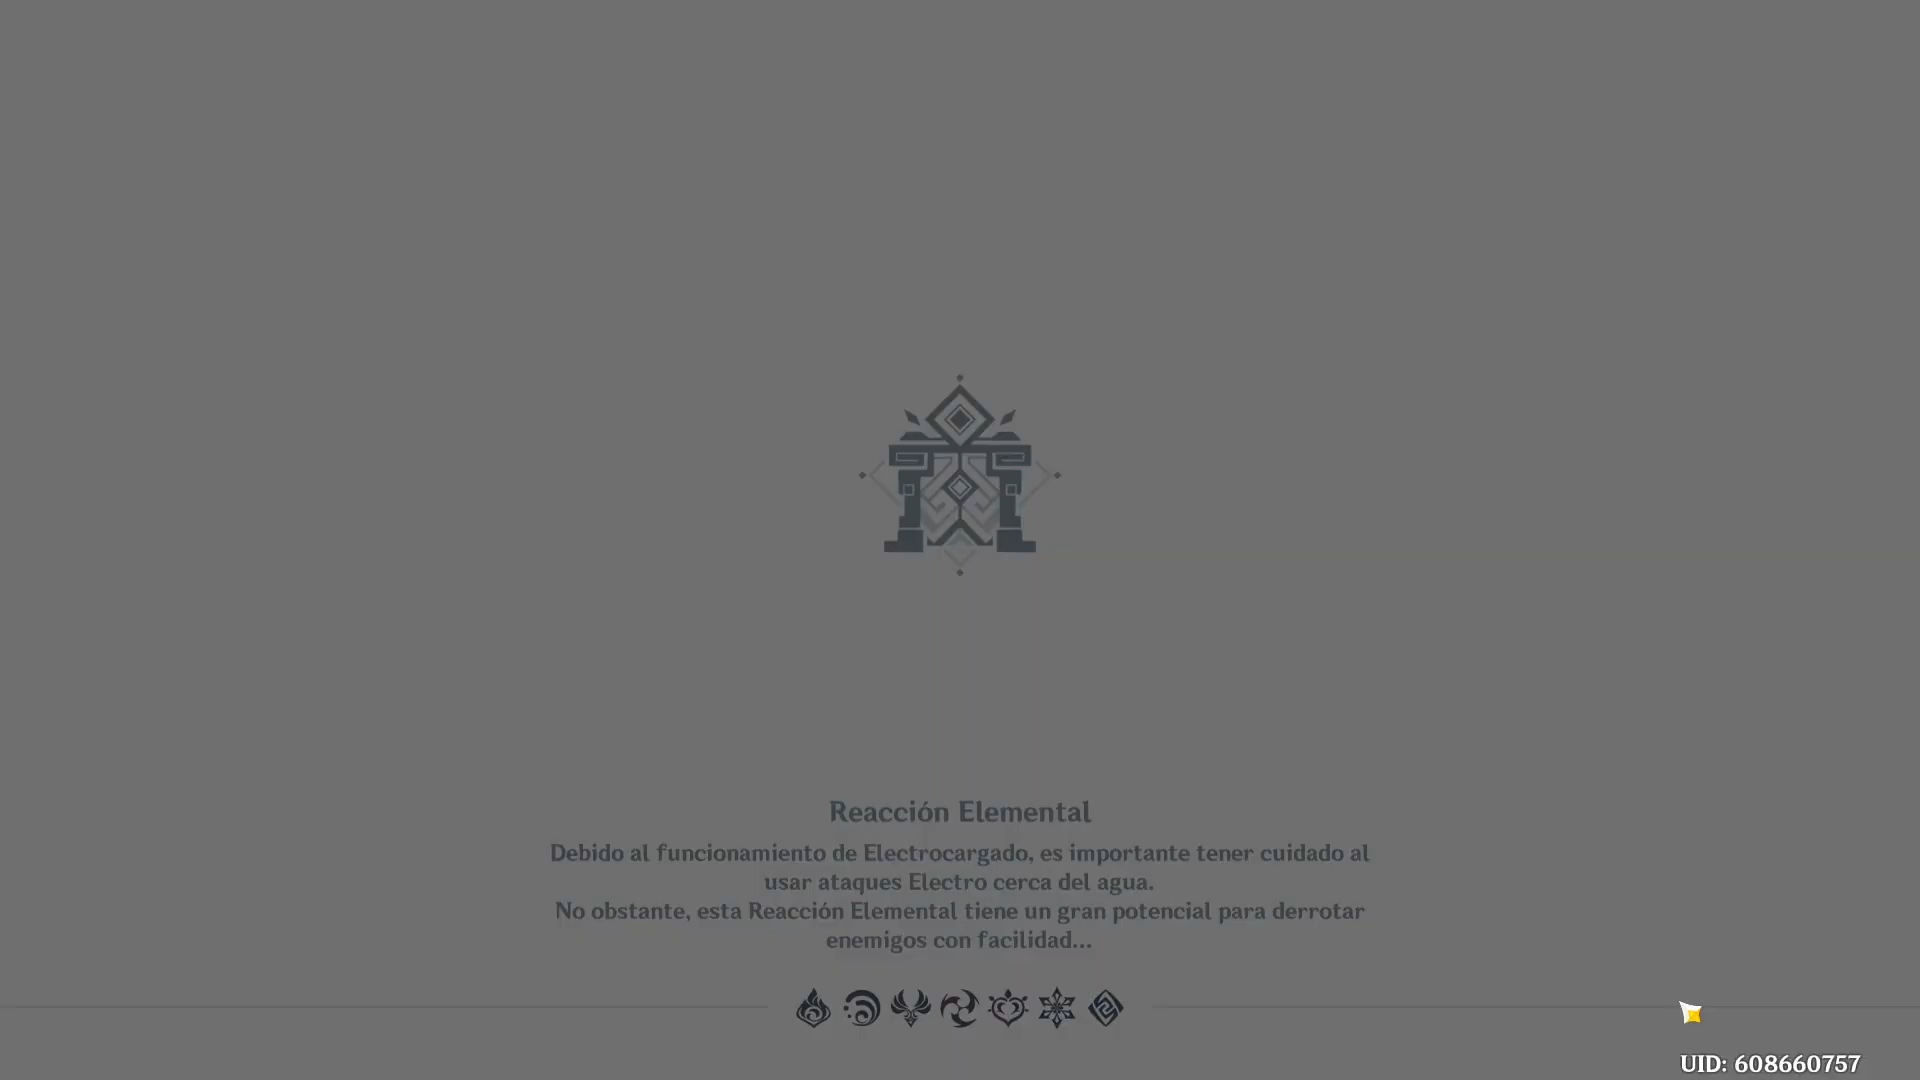 Reacción Elemental
Debido al funcionamiento de Electrocargado, es importante tener cuidado al
usar ataques Electro cerca del agua.
No obstante, esta Reacción Elemental tiene un gran potencial para derrotar
enemigos con facilidad...
UID: 608660757